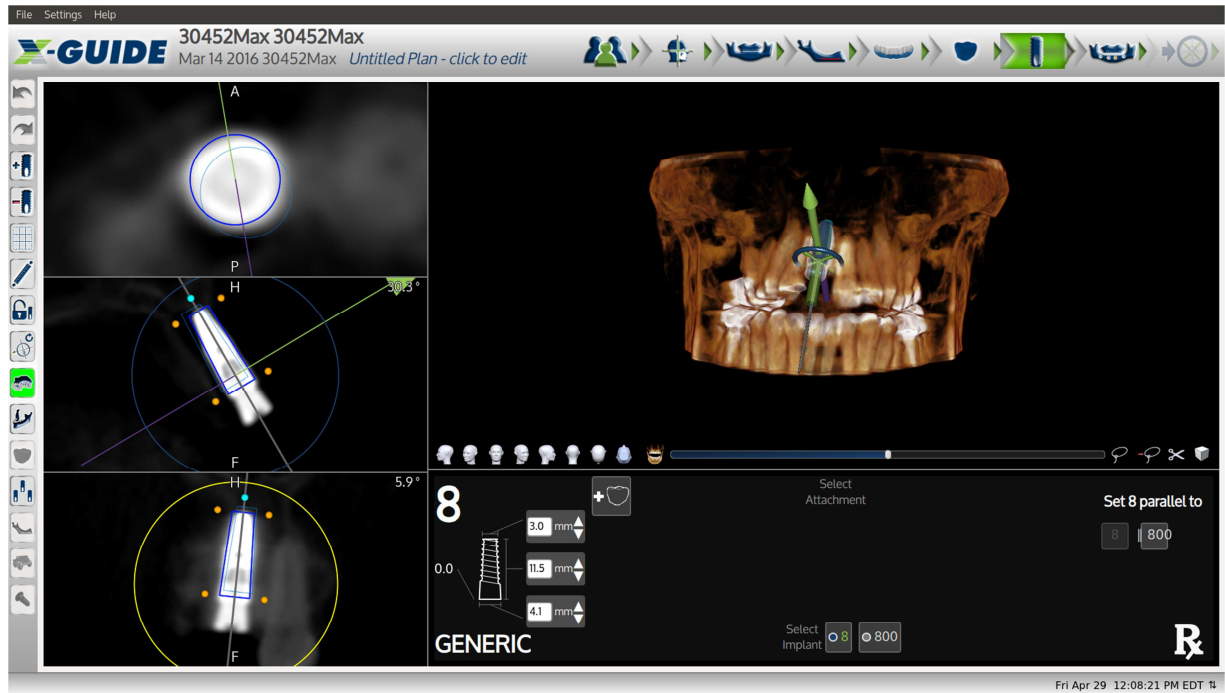 File Settings Help
X-GUIDE
30452Max 30452Max
Mar 14 2016 30452Max Untitled Plan - click to edit
A
P
H
30.3°
F
H
5.9°
F
8
3.0 mm
0.0
11.5 mm
4.1 mm
GENERIC
Select
Attachment
Set 8 parallel to
8 800
Select
Implant
8 800
Rx
Fri Apr 29 12:08:21 PM EDT